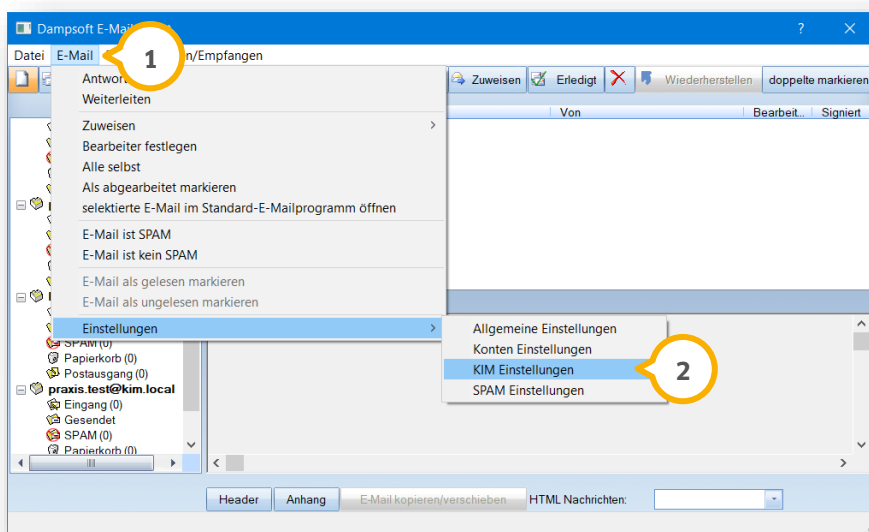 Dampsoft E-Mail
? ×
Datei E-Mail n/Empfangen
1
Zuweisen Erledigt Wiederherstellen doppelte markieren
Von Bearbeit... Signiert
Antwor
Weiterleiten
Zuweisen
Bearbeiter festlegen
Alle selbst
Als abgearbeitet markieren
selektierte E-Mail im Standard-E-Mailprogramm öffnen
E-Mail ist SPAM
E-Mail ist kein SPAM
E-Mail als gelesen markieren
E-Mail als ungelesen markieren
Einstellungen
Allgemeine Einstellungen
Konten Einstellungen
KIM Einstellungen
2
SPAM Einstellungen
SPAM (0)
Papierkorb (0)
Postausgang (0)
praxis.test@kim.local
Eingang (0)
Gesendet
SPAM (0)
Papierkorb (0)
Header Anhang E-Mail kopieren/verschieben HTML Nachrichten: